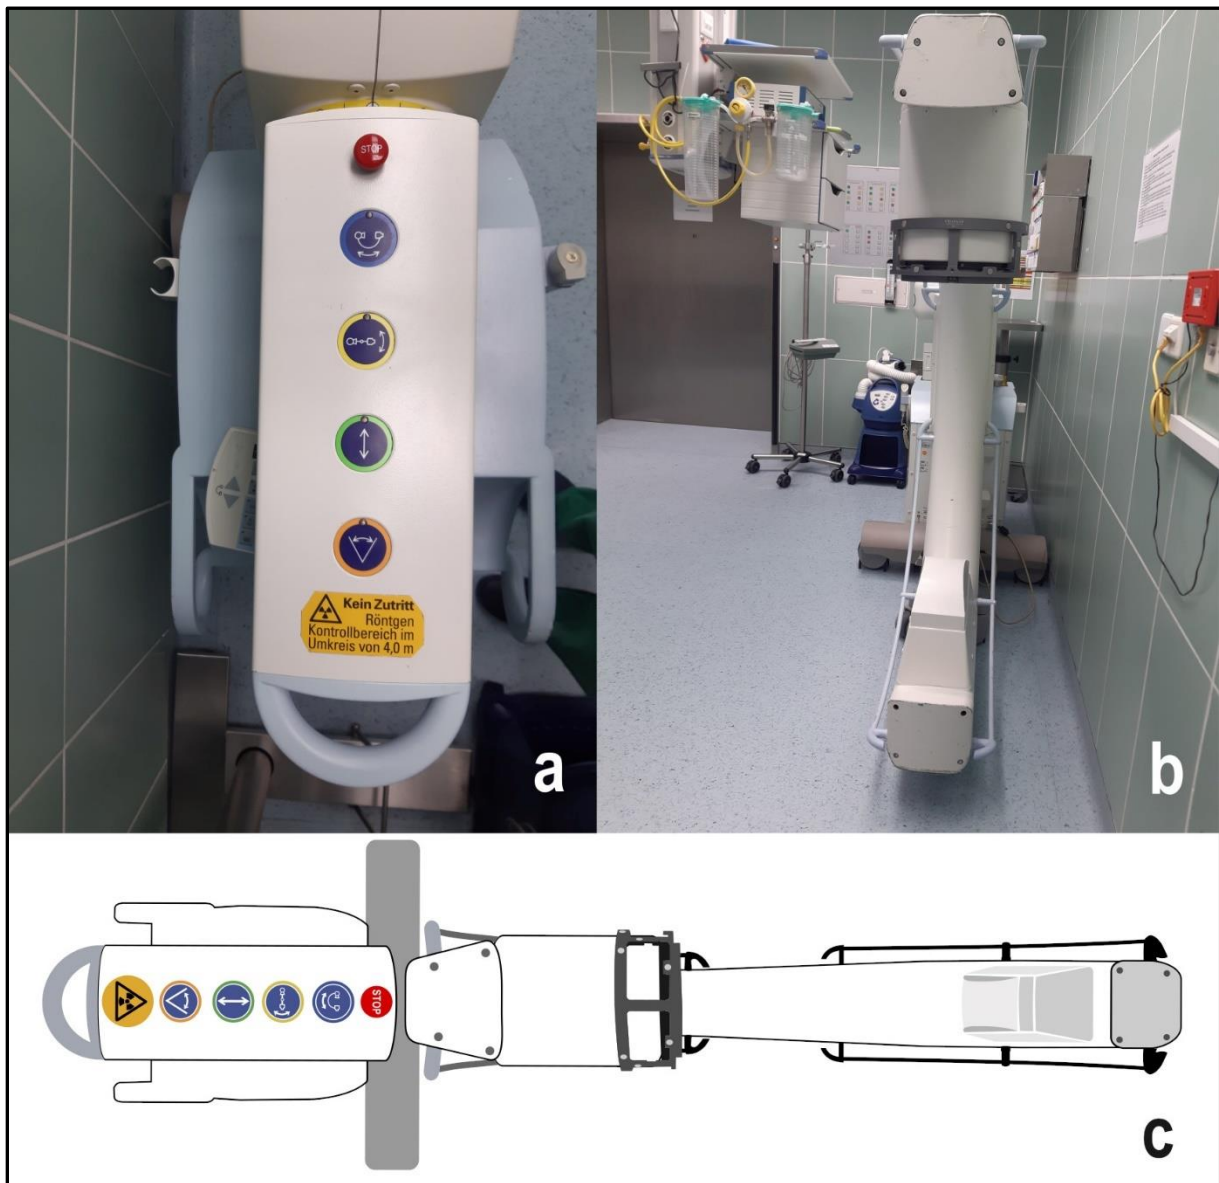 STOP
Kein Zutritt
Röntgen
Kontrollbereich im
Umkreis von 4,0 m
a
b
STOP
c